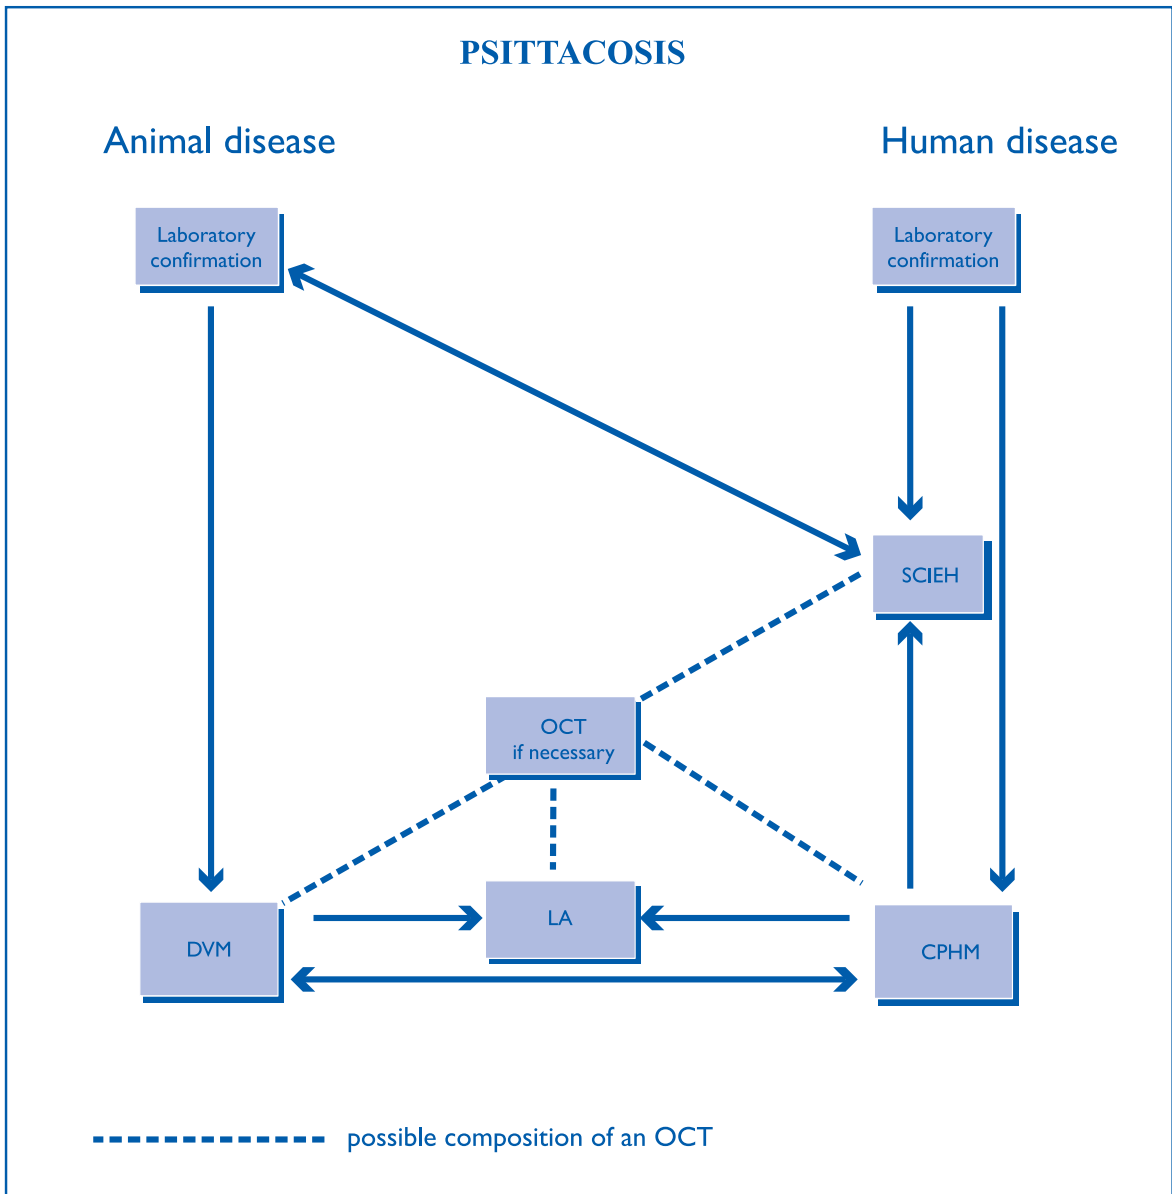 PSITTACOSIS
Animal disease
Human disease
Laboratory
confirmation
Laboratory
confirmation
SCIEH
OCT
if necessary
DVM
LA
CPHM
possible composition of an OCT